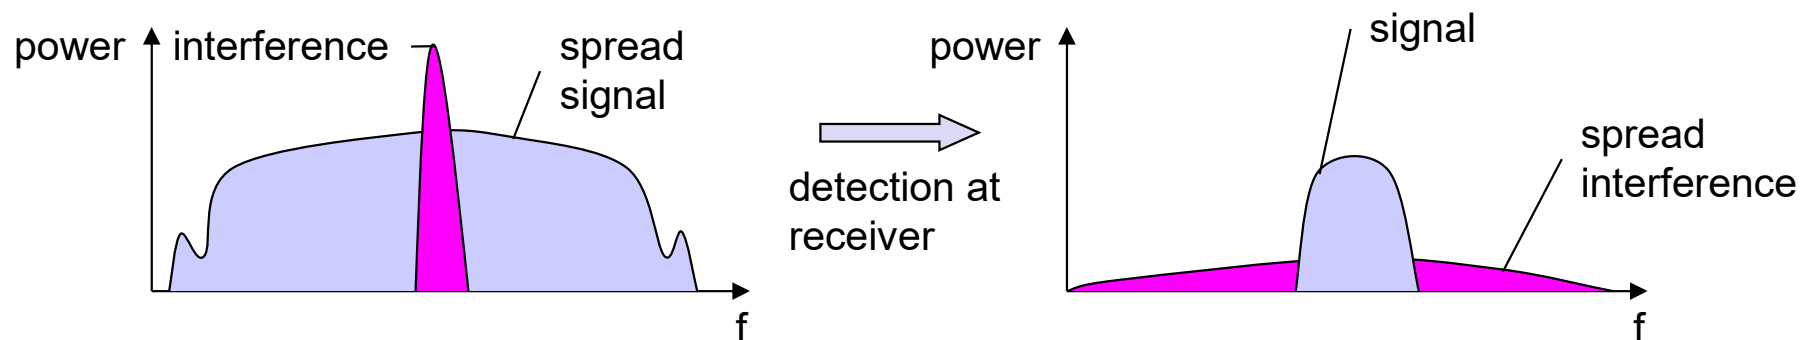 power
interference
spread
signal
f
detection at
receiver
power
signal
spread
interference
f